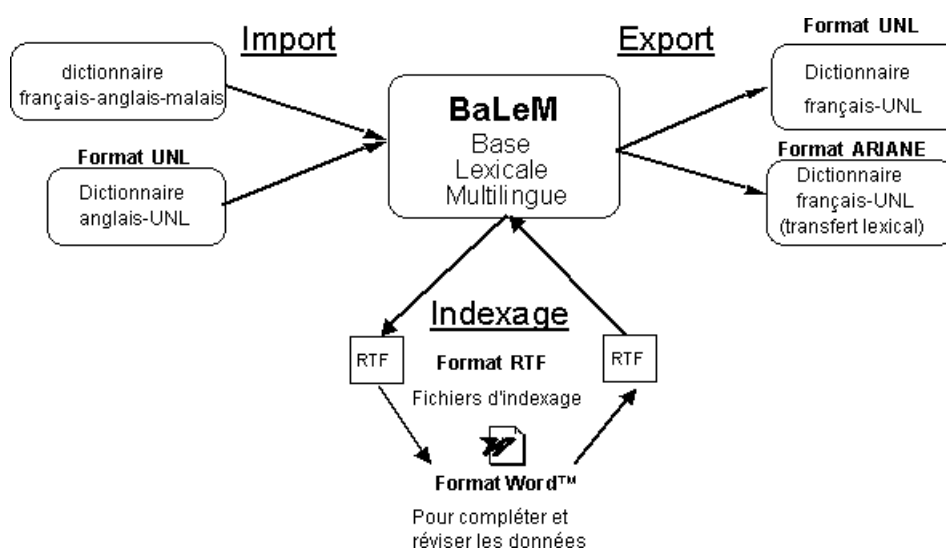 Import
dictionnaire
français-anglais-malais
Format UNL
Dictionnaire
anglais-UNL
BaLeM
Base
Lexicale
Multilingue
Export
Format UNL
Dictionnaire
français-UNL
Format ARIANE
Dictionnaire
français-UNL
(transfert lexical)
Indexage
RTF
Format RTF
RTF
Fichiers d'indexage
Format Word™
Pour compléter et
réviser les données